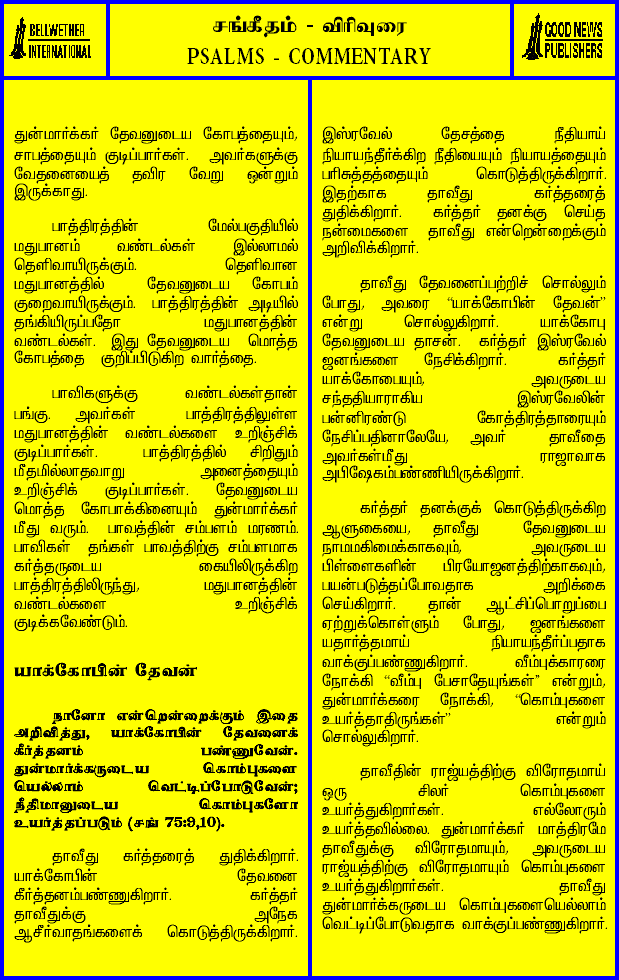 BELLWETHER
INTERNATIONAL
சங்கீதம் - விரிவுரை
PSALMS - COMMENTARY
GOOD NEWS
PUBLISHERS
துன்மார்க்கர் தேவனுடைய கோபத்தையும்,
சாபத்தையும் குடிப்பார்கள். அவர்களுக்கு
வேதனையைத் தவிர வேறு ஒன்றும்
இருக்காது.
பாத்திரத்தின் மேல்பகுதியில்
மதுபானம் வண்டல்கள் இல்லாமல்
தெளிவாயிருக்கும். தெளிவான
மதுபானத்தில் தேவனுடைய கோபம்
குறைவாயிருக்கும். பாத்திரத்தின் அடியில்
தங்கியிருப்பதோ மதுபானத்தின்
வண்டல்கள். இது தேவனுடைய மொத்த
கோபத்தை குறிப்பிடுகிற வார்த்தை.
பாவிகளுக்கு வண்டல்கள்தான்
பங்கு. அவர்கள் பாத்திரத்திலுள்ள
மதுபானத்தின் வண்டல்களை உறிஞ்சிக்
குடிப்பார்கள். பாத்திரத்தில் சிறிதும்
மீதமில்லாதவாறு அனைத்தையும்
உறிஞ்சிக் குடிப்பார்கள். தேவனுடைய
மொத்த கோபாக்கினையும் துன்மார்க்கர்
மீது வரும். பாவத்தின் சம்பளம் மரணம்.
பாவிகள் தங்கள் பாவத்திற்கு சம்பளமாக
கர்த்தருடைய கையிலிருக்கிற
பாத்திரத்திலிருந்து, மதுபானத்தின்
வண்டல்களை உறிஞ்சிக்
குடிக்கவேண்டும்.
யாக்கோபின் தேவன்
நானோ என்றென்றைக்கும் இதை
அறிவித்து, யாக்கோபின் தேவனைக்
கீர்த்தனம் பண்ணுவேன்.
துன்மார்க்கருடைய கொம்புகளை
யெல்லாம் வெட்டிப்போடுவேன்;
நீதிமானுடைய கொம்புகளோ
உயர்த்தப்படும் (சங் 75:9,10).
தாவீது கர்த்தரைத் துதிக்கிறார்.
யாக்கோபின் தேவனை
கீர்த்தனம்பண்ணுகிறார். கர்த்தர்
தாவீதுக்கு அநேக
ஆசீர்வாதங்களைக் கொடுத்திருக்கிறார்.
இஸ்ரவேல் தேசத்தை நீதியாய்
நியாயந்தீர்க்கிற நீதியையும் நியாயத்தையும்
பரிசுத்தத்தையும் கொடுத்திருக்கிறார்.
இதற்காக தாவீது கர்த்தரைத்
துதிக்கிறார். கர்த்தர் தனக்கு செய்த
நன்மைகளை தாவீது என்றென்றைக்கும்
அறிவிக்கிறார்.
தாவீது தேவனைப்பற்றிச் சொல்லும்
போது, அவரை “யாக்கோபின் தேவன்”
என்று சொல்லுகிறார். யாக்கோபு
தேவனுடைய தாசன். கர்த்தர் இஸ்ரவேல்
ஜனங்களை நேசிக்கிறார். கர்த்தர்
யாக்கோபையும், அவருடைய
சந்ததியாராகிய இஸ்ரவேலின்
பன்னிரண்டு கோத்திரத்தாரையும்
நேசிப்பதினாலேயே, அவர் தாவீதை
அவர்கள்மீது ராஜாவாக
அபிஷேகம்பண்ணியிருக்கிறார்.
கர்த்தர் தனக்குக் கொடுத்திருக்கிற
ஆளுகையை, தாவீது தேவனுடைய
நாமமகிமைக்காகவும், அவருடைய
பிள்ளைகளின் பிரயோஜனத்திற்காகவும்,
பயன்படுத்தப்போவதாக அறிக்கை
செய்கிறார். தான் ஆட்சிப்பொறுப்பை
ஏற்றுக்கொள்ளும் போது, ஜனங்களை
யதார்த்தமாய் நியாயந்தீர்ப்பதாக
வாக்குப்பண்ணுகிறார். வீம்புக்காரரை
நோக்கி “வீம்பு பேசாதேயுங்கள்” என்றும்,
துன்மார்க்கரை நோக்கி, “கொம்புகளை
உயர்த்தாதிருங்கள்” என்றும்
சொல்லுகிறார்.
தாவீதின் ராஜ்யத்திற்கு விரோதமாய்
ஒரு சிலர் கொம்புகளை
உயர்த்துகிறார்கள். எல்லோரும்
உயர்த்தவில்லை. துன்மார்க்கர் மாத்திரமே
தாவீதுக்கு விரோதமாயும், அவருடைய
ராஜ்யத்திற்கு விரோதமாயும் கொம்புகளை
உயர்த்துகிறார்கள். தாவீது
துன்மார்க்கருடைய கொம்புகளையெல்லாம்
வெட்டிப்போடுவதாக வாக்குப்பண்ணுகிறார்.